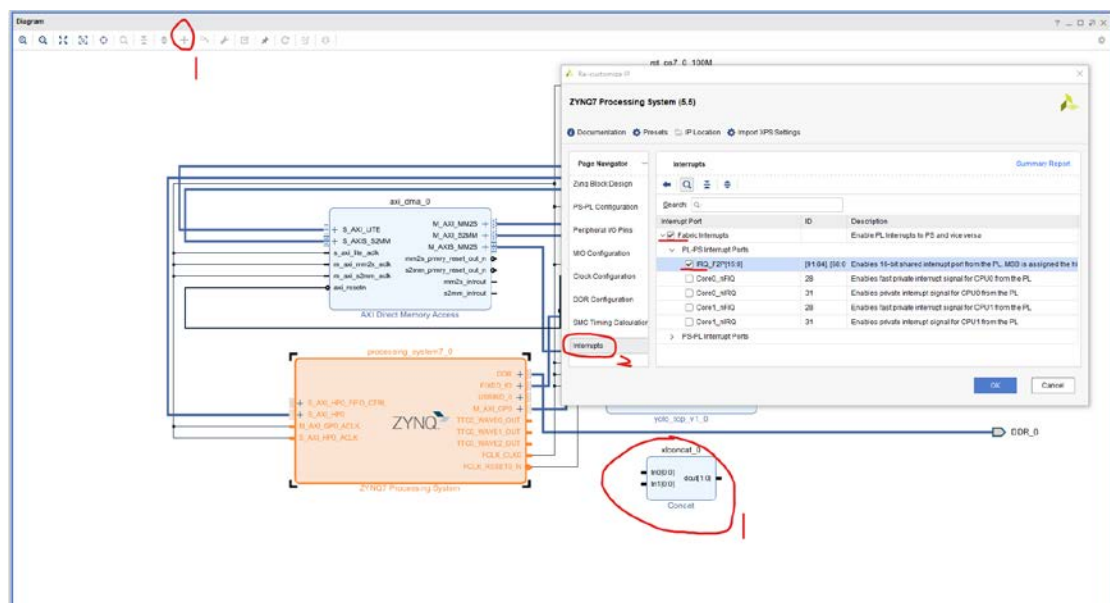 Diagram
rst_ps7_0_100M
Re-customize IP
ZYNQ7 Processing System (5.5)
Documentation Presets IP Location Import XPS Settings
Page Navigator
Zynq Block Design
PS-PL Configuration
Peripheral I/O Pins
MIO Configuration
Clock Configuration
DDR Configuration
SMC Timing Calculation
Interrupts
Interrupts Summary Report
Search:
Interrupt Port ID Description
Fabric Interrupts Enable PL Interrupts to PS and vice versa
PL-PS Interrupt Ports
IRQ_F2P[15:0] Enables 16-bit shared interrupt port from the PL. MSB is assigned the
Core0_nFIQ 28 Enables fast private interrupt signal for CPU0 from the PL
Core0_nIRQ 31 Enables private interrupt signal for CPU0 from the PL
Core1_nFIQ 28 Enables fast private interrupt signal for CPU1 from the PL
Core1_nIRQ 31 Enables private interrupt signal for CPU1 from the PL
PS-PL Interrupt Ports
OK Cancel
1
2
axi_dma_0
S_AXI_LITE
S_AXIS_S2MM
s_axi_lite_aclk
m_axi_mm2s_aclk
m_axi_s2mm_aclk
axi_resetn
M_AXI_MM2S
M_AXI_S2MM
M_AXIS_MM2S
mm2s_prmry_reset_out_n
s2mm_prmry_reset_out_n
mm2s_introut
s2mm_introut
AXI Direct Memory Access
processing_system7_0
S_AXI_HP0_FIFO_CTRL
S_AXI_HP0
M_AXI_GP0_ACLK
S_AXI_HP0_ACLK
ZYNQ
DDR
FIXED_IO
USBIND_0
M_AXI_GP0
TTC0_WAVE0_OUT
TTC0_WAVE1_OUT
TTC0_WAVE2_OUT
FCLK_CLK0
FCLK_RESET0_N
ZYNQ7 Processing System
yolo_top_v1_0
DDR_0
xlconcat_0
In0[0:0]
In1[0:0]
dout[1:0]
Concat
1